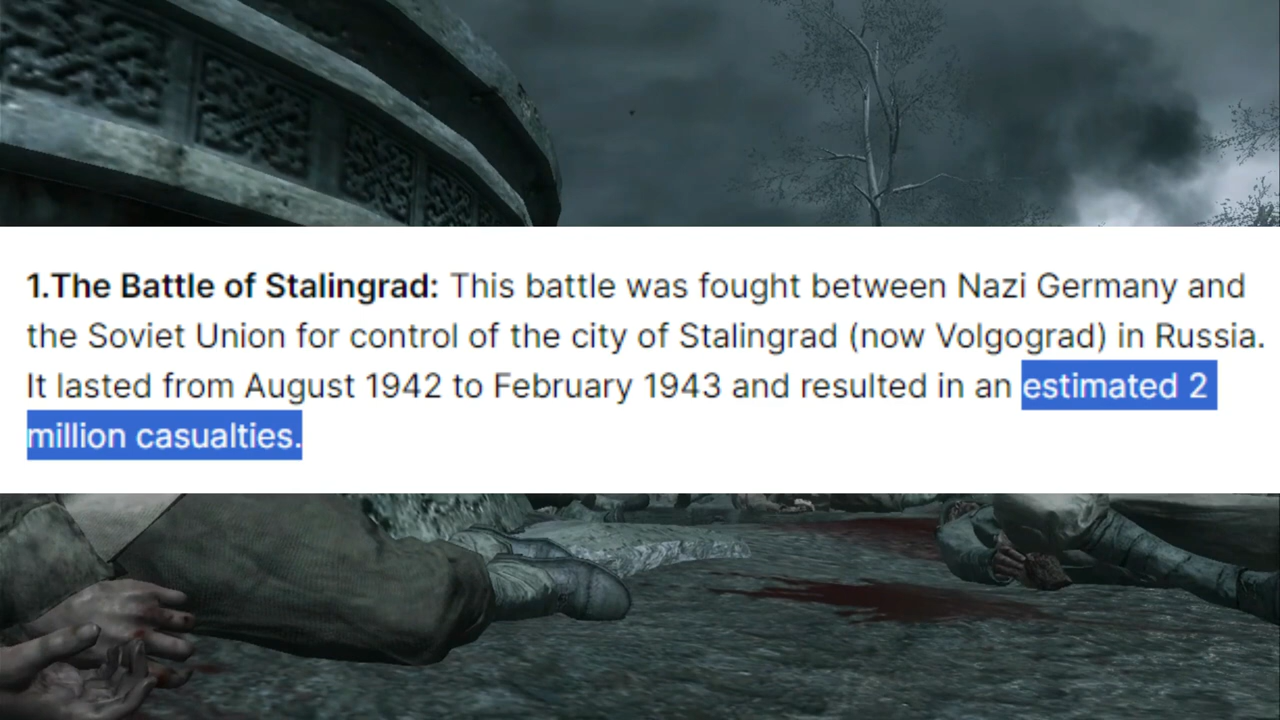 1.The Battle of Stalingrad: This battle was fought between Nazi Germany and
the Soviet Union for control of the city of Stalingrad (now Volgograd) in Russia.
It lasted from August 1942 to February 1943 and resulted in an estimated 2
million casualties.